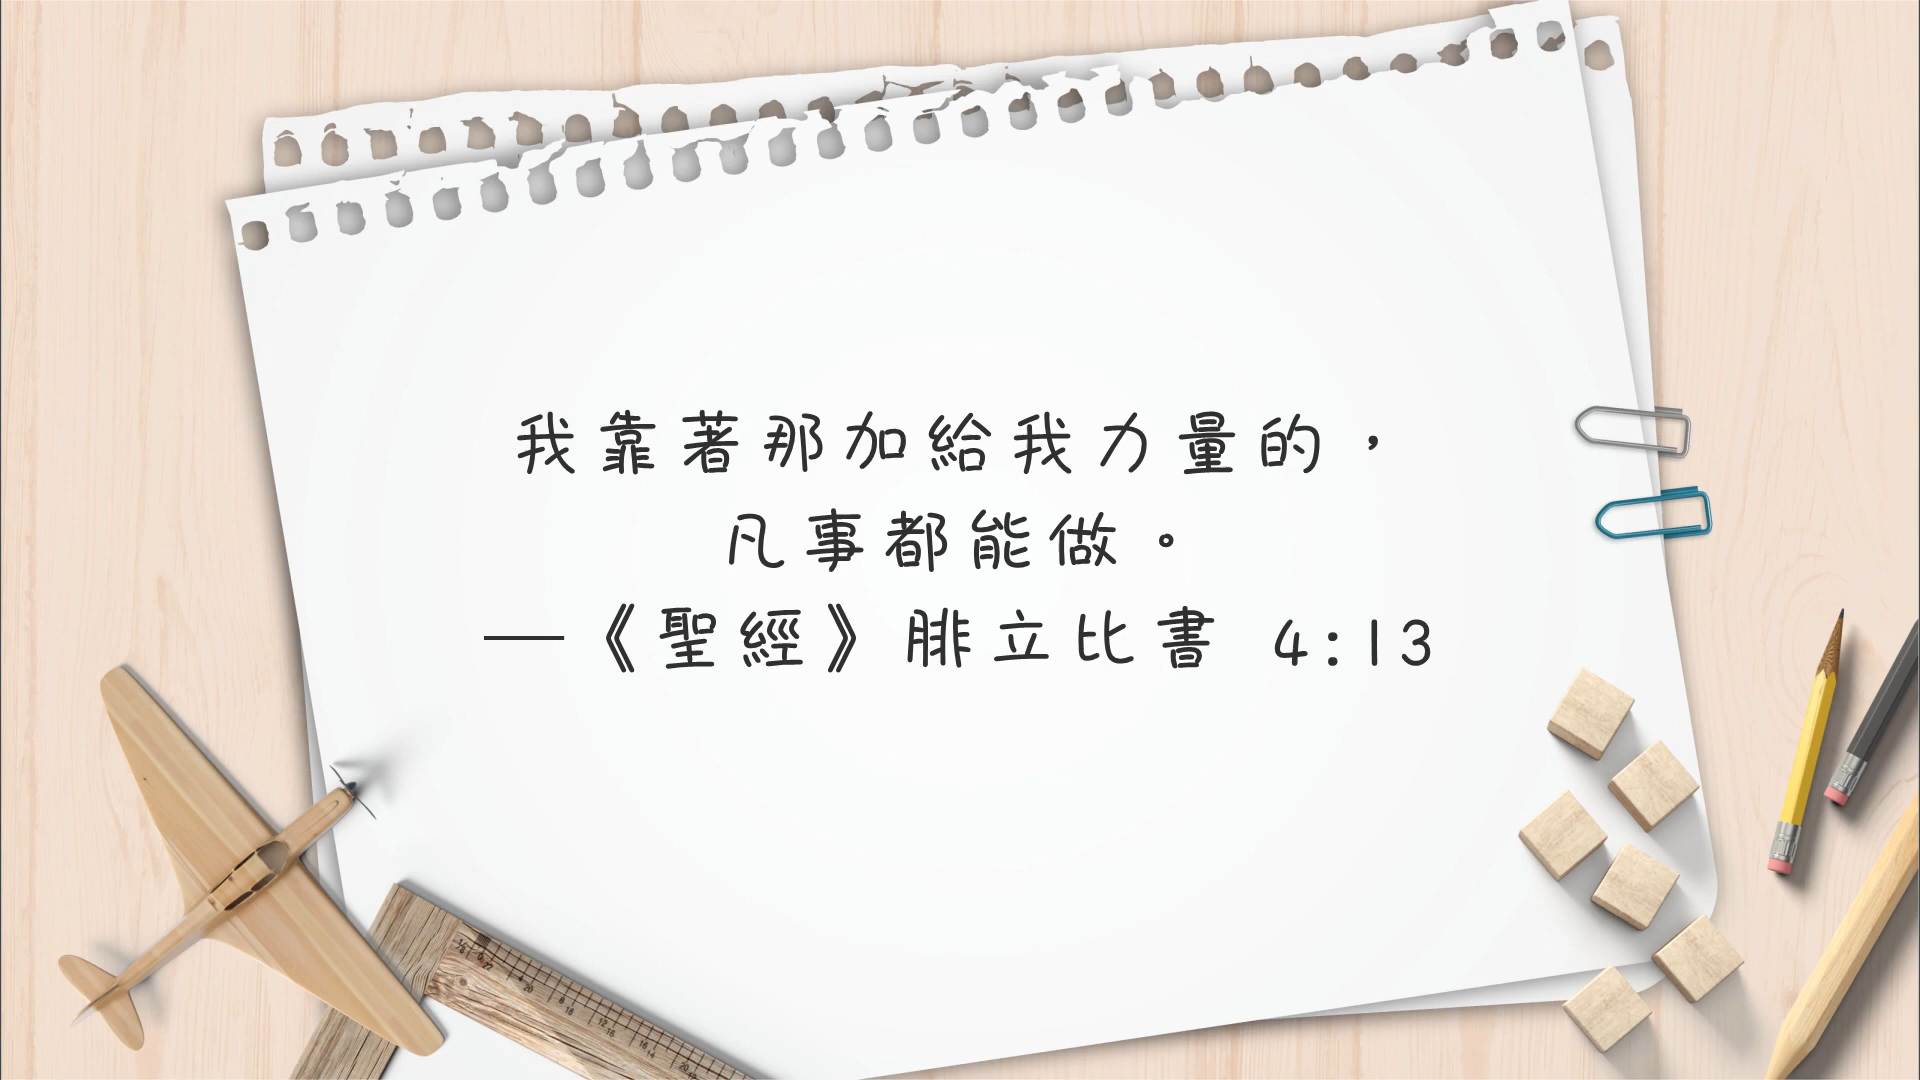 我靠著那加給我力量的，
凡事都能做。
—《聖經》腓立比書 4:13